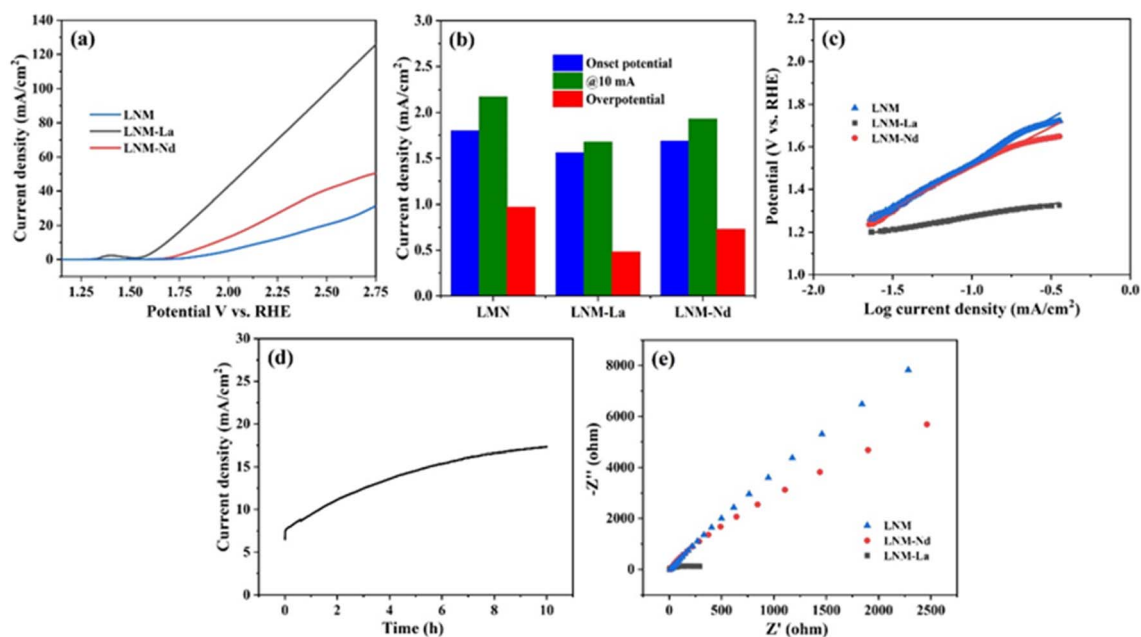 (a)
Current density (mA/cm²)
140
120
100
80
60
40
20
0
LNM
LNM-La
LNM-Nd
1.25 1.50 1.75 2.00 2.25 2.50 2.75
Potential V vs. RHE
(b)
Current density (mA/cm²)
3.0
2.5
2.0
1.5
1.0
0.5
0.0
Onset potential
@10 mA
Overpotential
LMN LNM-La LNM-Nd
(c)
Potential (V vs. RHE)
2.2
2.0
1.8
1.6
1.4
1.2
1.0
LNM
LNM-La
LNM-Nd
-2.0 -1.5 -1.0 -0.5 0.0
Log current density (mA/cm²)
(d)
Current density (mA/cm²)
30
25
20
15
10
5
0
0 2 4 6 8 10
Time (h)
(e)
-Z'' (ohm)
8000
6000
4000
2000
0
LNM
LNM-Nd
LNM-La
0 500 1000 1500 2000 2500
Z' (ohm)